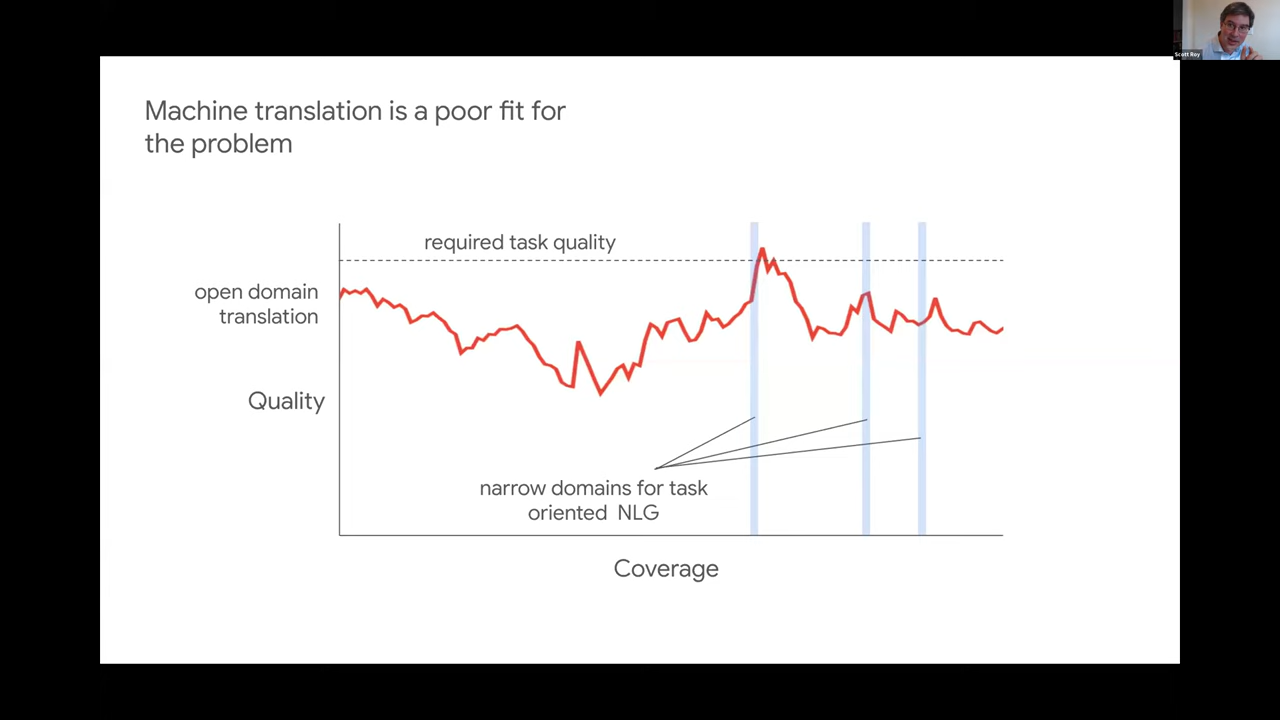 Scott Roy
Machine translation is a poor fit for
the problem
required task quality
open domain
translation
Quality
narrow domains for task
oriented NLG
Coverage